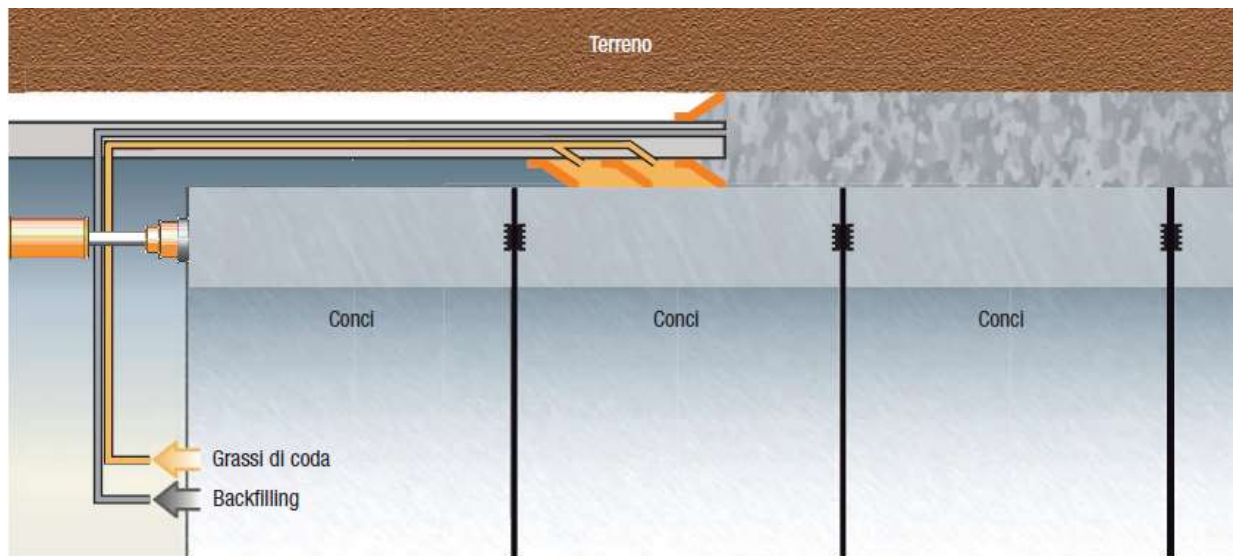 Terreno
Conci
Conci
Conci
Grassi di coda
Backfilling